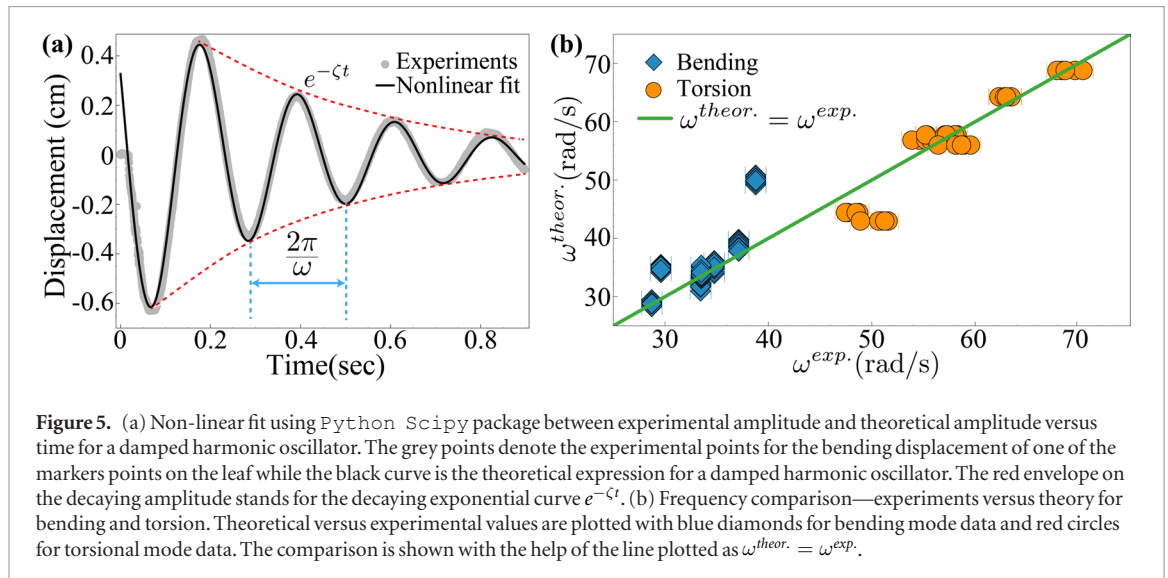 (a)
0.4
0.2
0
-0.2
-0.4
-0.6
Displacement (cm)
Experiments
Nonlinear fit
e^{−ζt}
2π
ω
0 0.2 0.4 0.6 0.8
Time(sec)
(b)
70
60
50
40
30
ω^{theor.}(rad/s)
Bending
Torsion
ω^{theor.} = ω^{exp.}
30 40 50 60 70
ω^{exp.}(rad/s)
Figure 5. (a) Non-linear fit using Python Scipy package between experimental amplitude and theoretical amplitude versus
time for a damped harmonic oscillator. The grey points denote the experimental points for the bending displacement of one of the
markers points on the leaf while the black curve is the theoretical expression for a damped harmonic oscillator. The red envelope on
the decaying amplitude stands for the decaying exponential curve e^{−ζt}. (b) Frequency comparison—experiments versus theory for
bending and torsion. Theoretical versus experimental values are plotted with blue diamonds for bending mode data and red circles
for torsional mode data. The comparison is shown with the help of the line plotted as ω^{theor.} = ω^{exp.}.